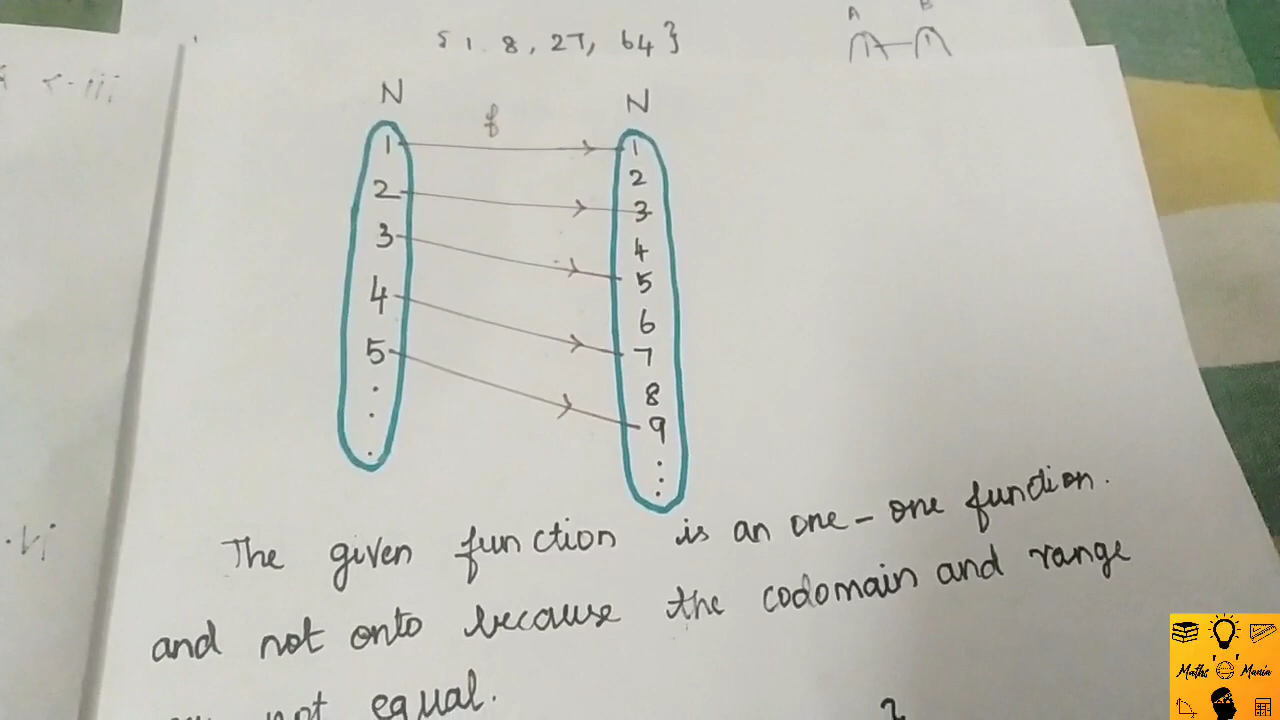 { 1 8, 27, 64 }
A B
N N
f
1 1
2 2
3 3
4 4
5 5
6
7
8
9
The given function is an one-one function.
and not onto because the codomain and range
not equal.
Maths Mania